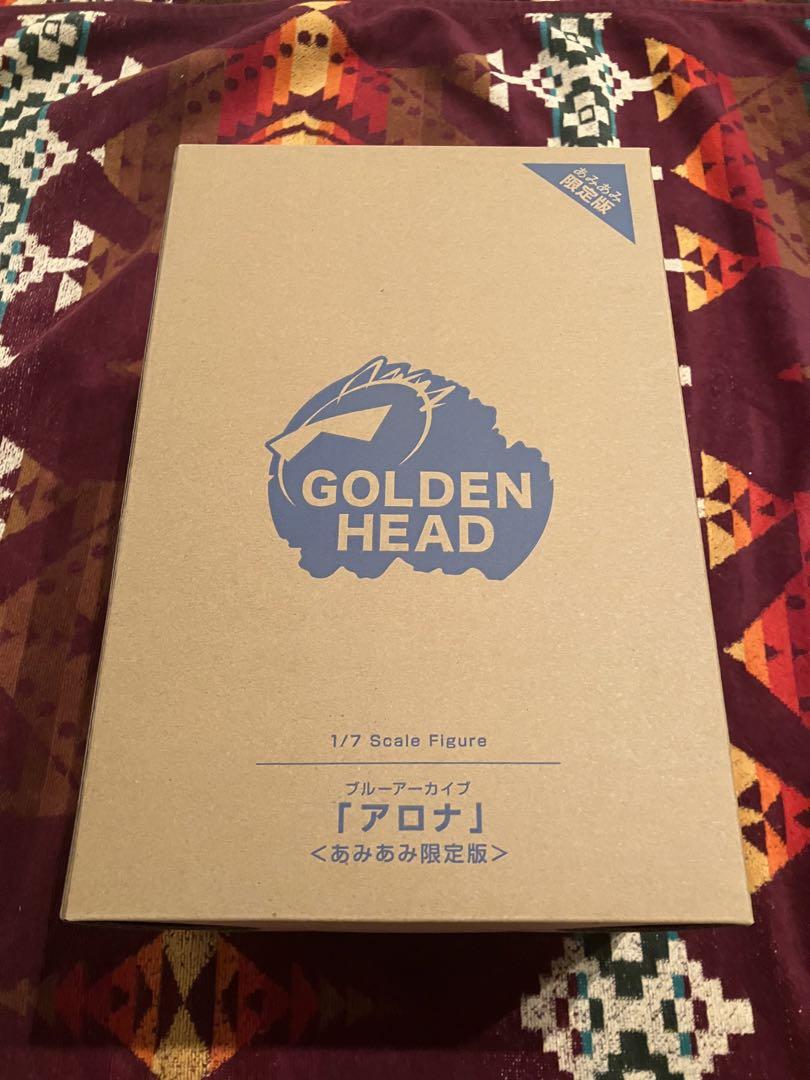 あみあみ
限定版
GOLDEN
HEAD
1/7 Scale Figure
ブルーアーカイブ
「アロナ」
＜あみあみ限定版＞